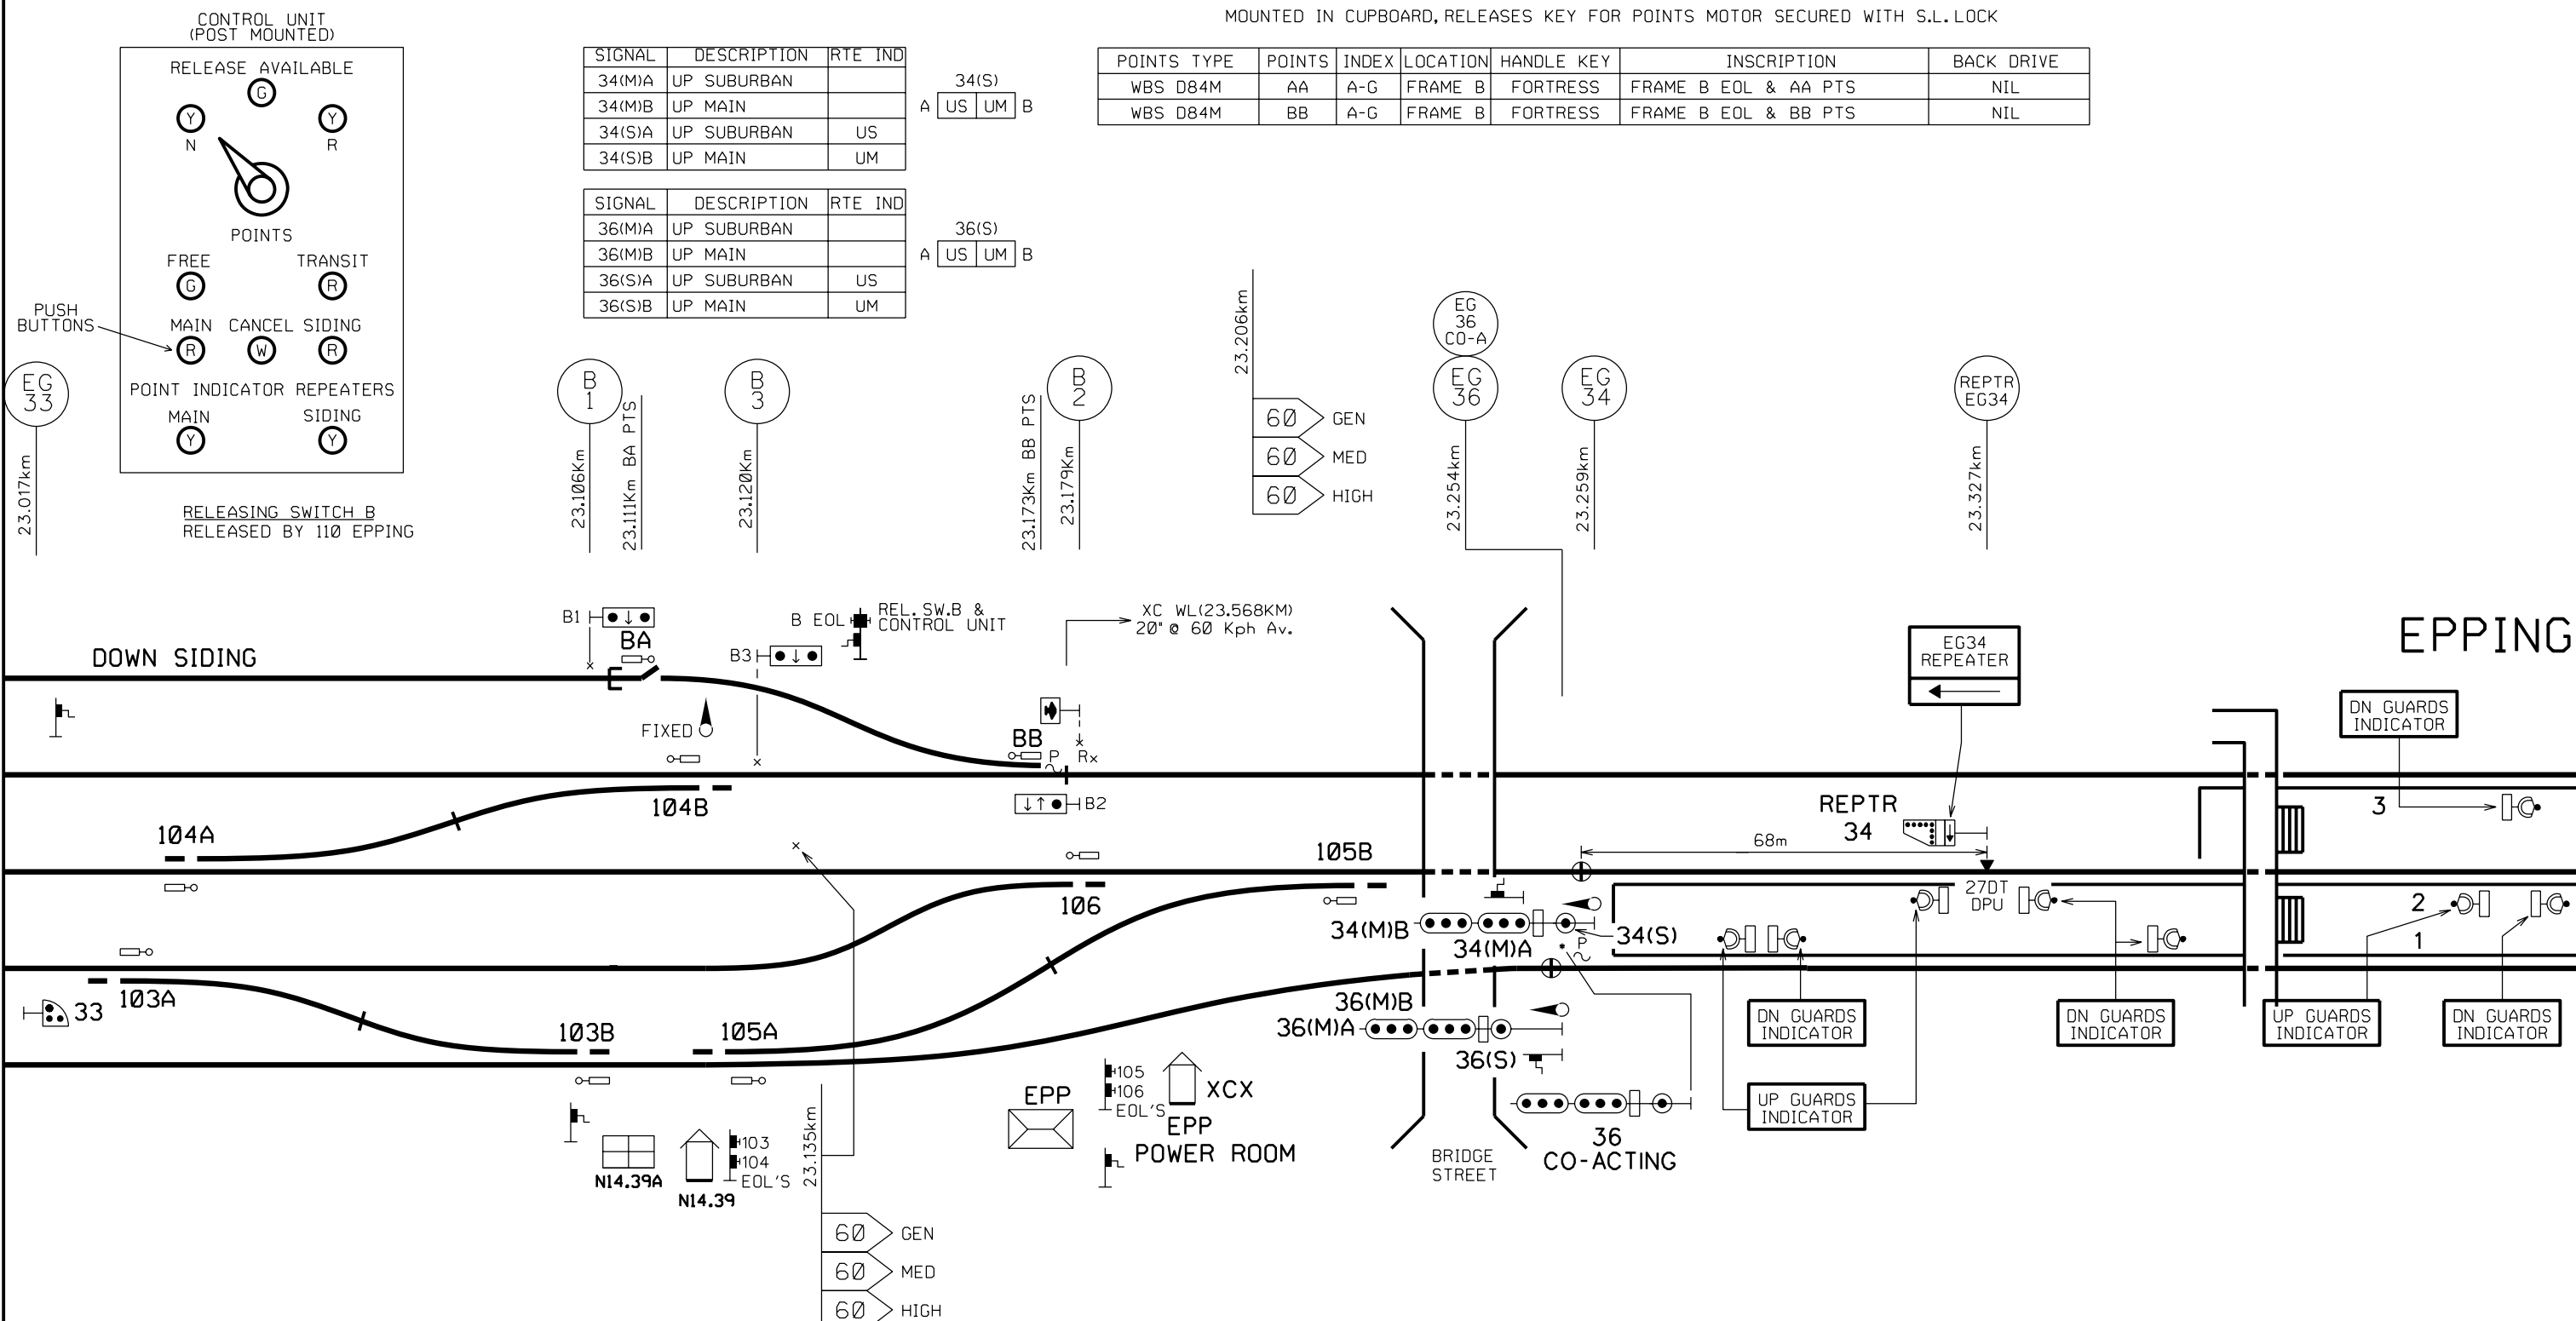 CONTROL UNIT
(POST MOUNTED)
RELEASE AVAILABLE
G
Y
Y
N
R
POINTS
FREE
TRANSIT
G
R
PUSH
BUTTONS
MAIN CANCEL SIDING
R
W
R
POINT INDICATOR REPEATERS
MAIN
SIDING
Y
Y
RELEASING SWITCH B
RELEASED BY 110 EPPING
SIGNAL DESCRIPTION RTE IND
34(M)A UP SUBURBAN
34(M)B UP MAIN
34(S)A UP SUBURBAN US
34(S)B UP MAIN UM
34(S)
A US UM B
SIGNAL DESCRIPTION RTE IND
36(M)A UP SUBURBAN
36(M)B UP MAIN
36(S)A UP SUBURBAN US
36(S)B UP MAIN UM
36(S)
A US UM B
MOUNTED IN CUPBOARD, RELEASES KEY FOR POINTS MOTOR SECURED WITH S.L. LOCK
POINTS TYPE POINTS INDEX LOCATION HANDLE KEY INSCRIPTION BACK DRIVE
WBS D84M AA A-G FRAME B FORTRESS FRAME B EOL & AA PTS NIL
WBS D84M BB A-G FRAME B FORTRESS FRAME B EOL & BB PTS NIL
EG
33
23.017km
B
1
23.106Km
23.111Km BA PTS
B
3
23.120Km
23.173Km BB PTS
B
2
23.179Km
23.206km
60 GEN
60 MED
60 HIGH
EG
36
CO-A
EG
36
23.254km
EG
34
23.259km
REPTR
EG34
23.327km
B1
BA
DOWN SIDING
B3
B EOL
REL. SW.B &
CONTROL UNIT
XC WL(23.568KM)
20" @ 60 Kph Av.
FIXED
BB
P
Rx
B2
104A
104B
EG34
REPEATER
EPPING
DN GUARDS
INDICATOR
REPTR
34
3
68m
105B
106
27DT
DPU
2
1
34(M)B
34(M)A
34(S)
* P
103A
33
103B
105A
36(M)B
36(M)A
36(S)
DN GUARDS
INDICATOR
DN GUARDS
INDICATOR
UP GUARDS
INDICATOR
DN GUARDS
INDICATOR
UP GUARDS
INDICATOR
EPP
105
106
EOL'S
XCX
EPP
POWER ROOM
36
CO-ACTING
BRIDGE
STREET
N14.39A
N14.39
103
104
EOL'S
23.135km
60 GEN
60 MED
60 HIGH